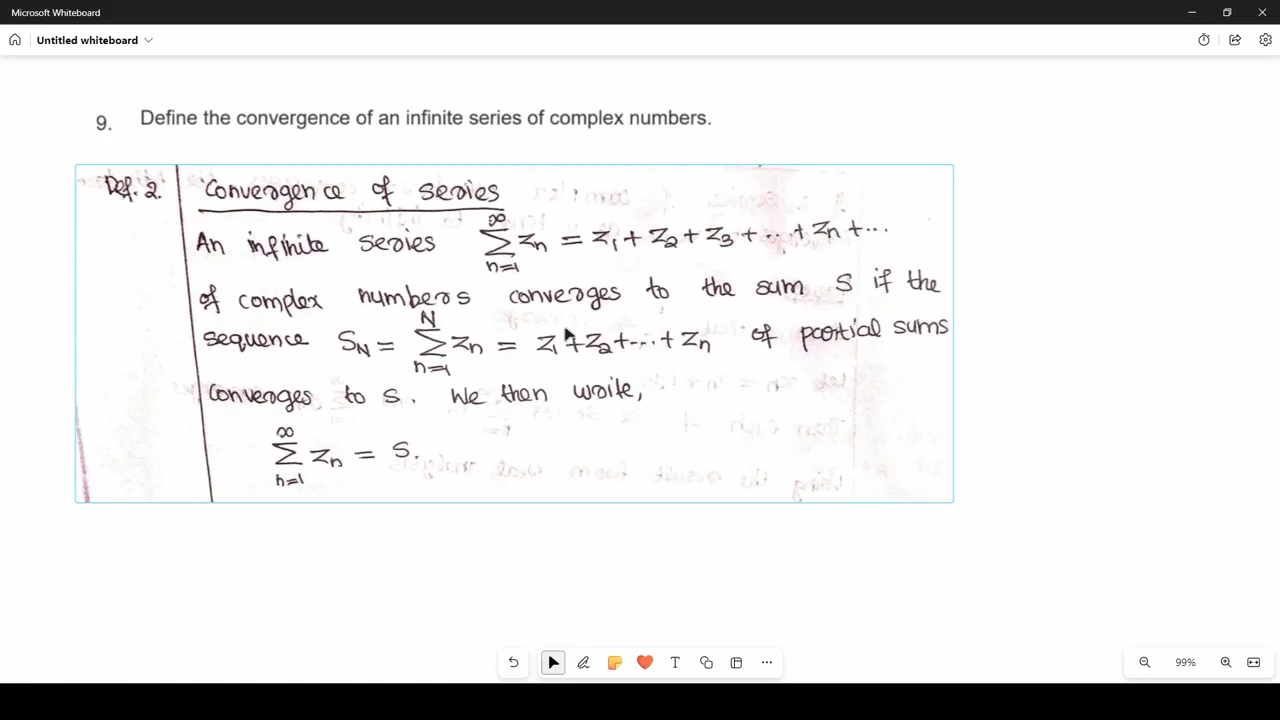 Microsoft Whiteboard
Untitled whiteboard
9. Define the convergence of an infinite series of complex numbers.
Def. 2. Convergence of series
An infinite series ∑_{n=1}^{∞} z_n = z_1 + z_2 + z_3 + ... + z_n + ...
of complex numbers converges to the sum S if the
sequence S_N = ∑_{n=1}^{N} z_n = z_1 + z_2 + ... + z_n of partial sums
converges to S. We then write,
∑_{n=1}^{∞} z_n = S.
99%